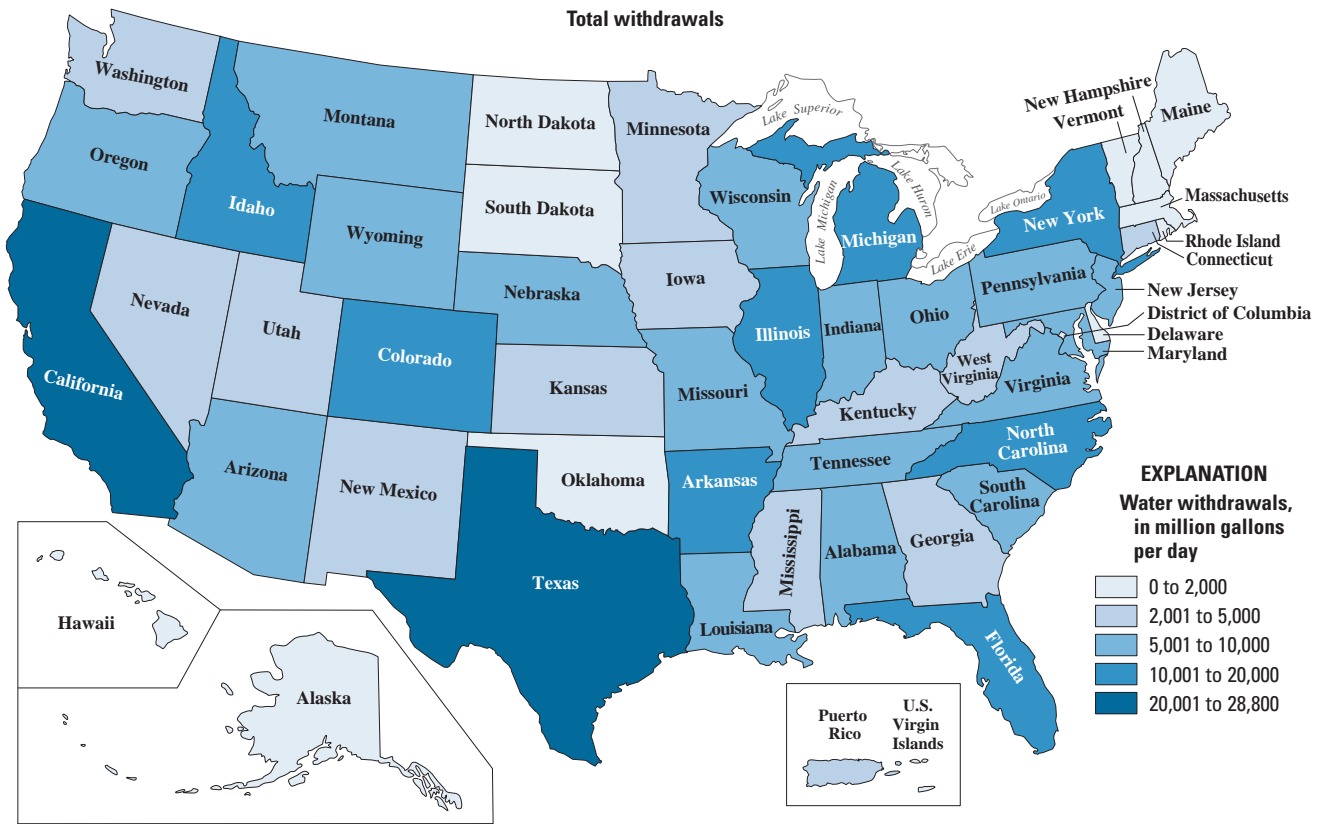 Total withdrawals
Washington
Montana
North Dakota
Minnesota
Lake Superior
New Hampshire
Vermont
Maine
Oregon
Idaho
South Dakota
Wisconsin
Lake Michigan
Lake Huron
Michigan
Lake Ontario
Lake Erie
New York
Massachusetts
Rhode Island
Connecticut
Wyoming
Nebraska
Iowa
Pennsylvania
New Jersey
District of Columbia
Delaware
Maryland
Nevada
Utah
Colorado
Kansas
Missouri
Illinois
Indiana
Ohio
West
Virginia
Virginia
Kentucky
California
Arizona
New Mexico
Oklahoma
Arkansas
Tennessee
North
Carolina
South
Carolina
Texas
Louisiana
Mississippi
Alabama
Georgia
Florida
Hawaii
Alaska
Puerto
Rico
U.S.
Virgin
Islands
EXPLANATION
Water withdrawals,
in million gallons
per day
0 to 2,000
2,001 to 5,000
5,001 to 10,000
10,001 to 20,000
20,001 to 28,800